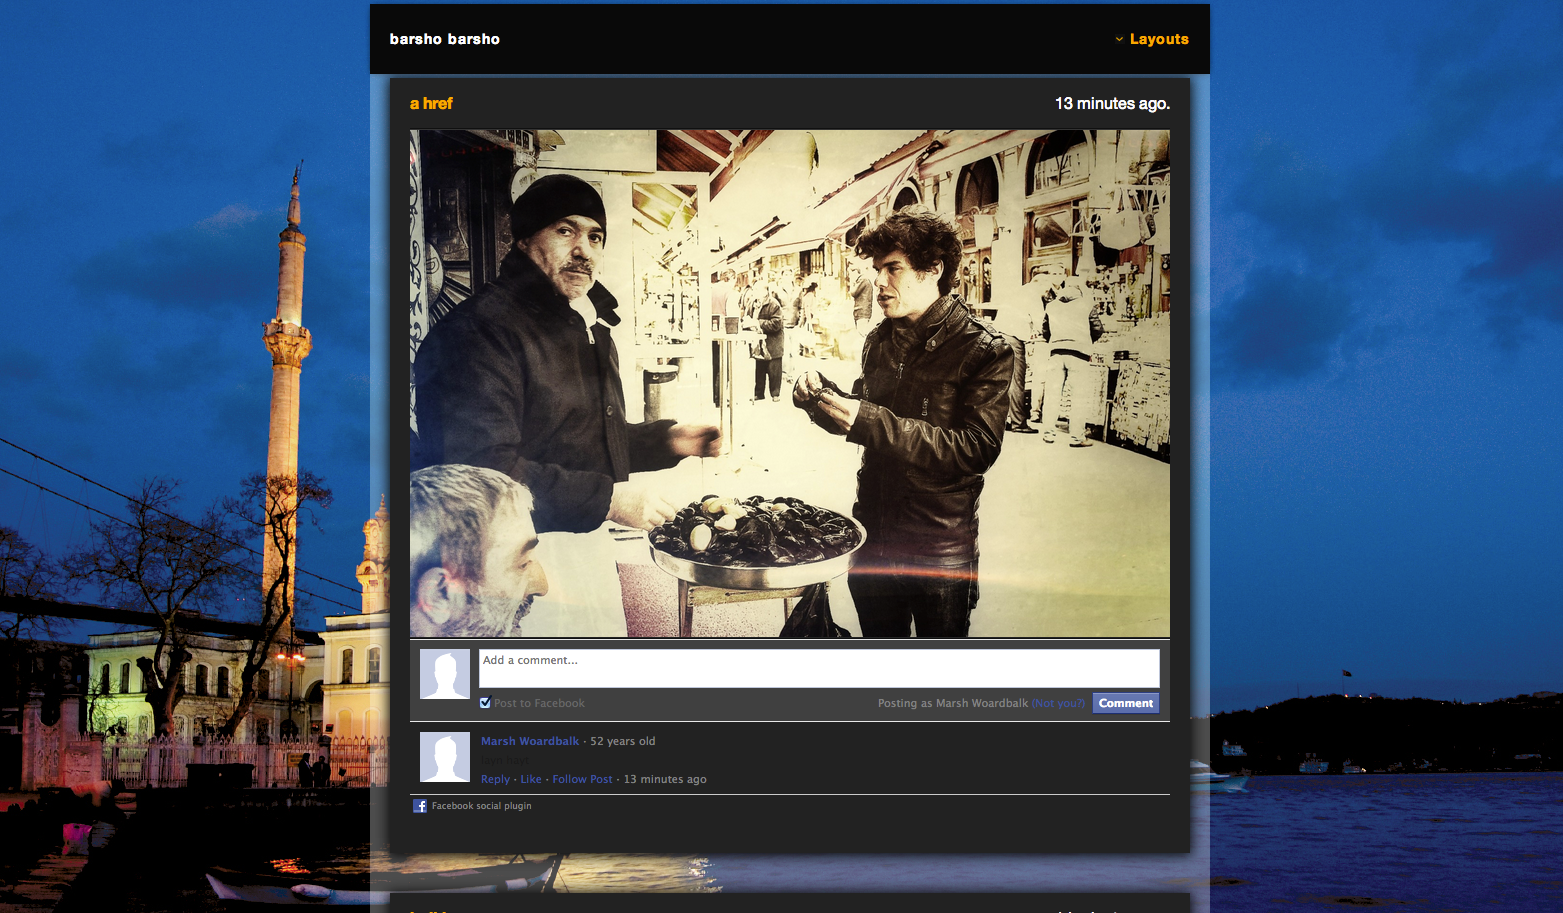 barsho barsho
Layouts
a href
13 minutes ago.
Add a comment...
Post to Facebook
Posting as Marsh Woardbalk (Not you?)
Comment
Marsh Woardbalk · 52 years old
Reply · Like · Follow Post · 13 minutes ago
Facebook social plugin